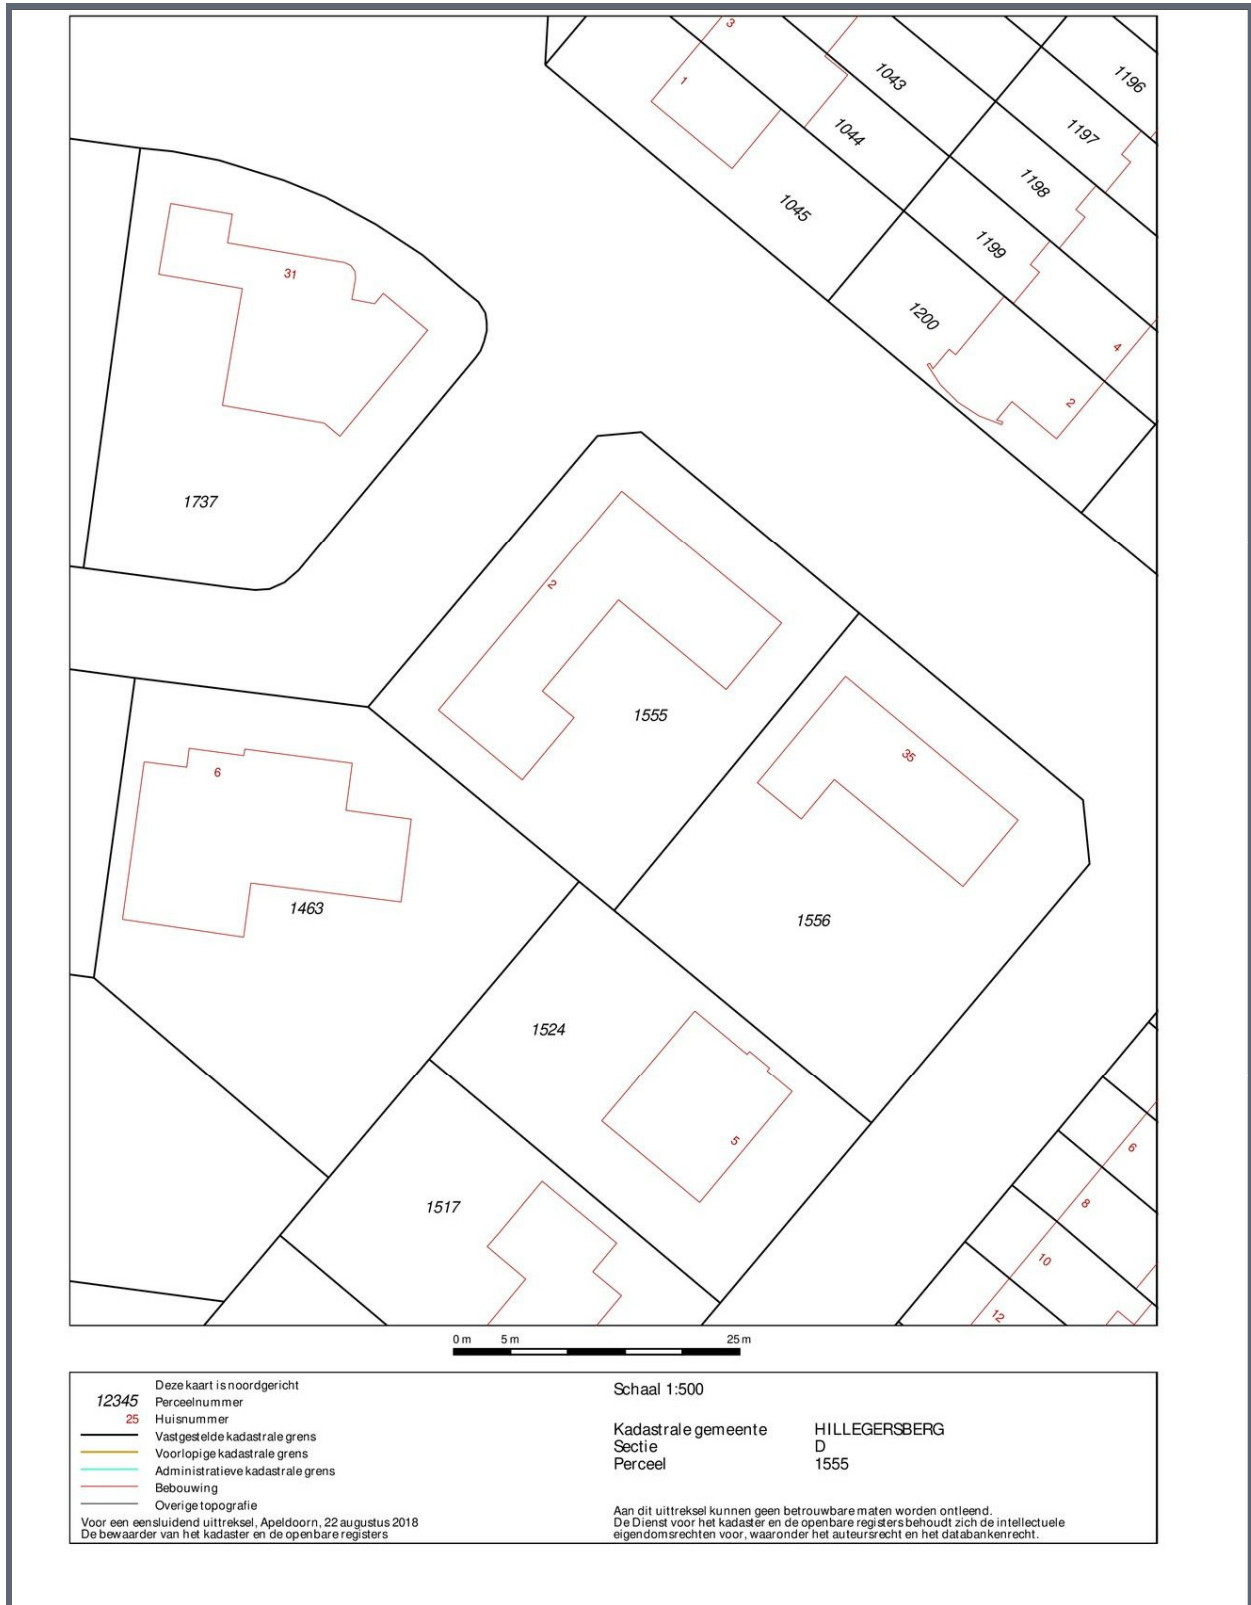 3
1
1043
1196
1044
1197
1045
1198
1199
1200
31
4
2
1737
2
1555
35
6
1463
1556
1524
5
6
1517
8
10
12
0 m 5 m 25 m
Deze kaart is noordgericht
12345 Perceelnummer
25 Huisnummer
Vastgestelde kadastrale grens
Voorlopige kadastrale grens
Administratieve kadastrale grens
Bebouwing
Overige topografie
Voor een eensluidend uittreksel, Apeldoorn, 22 augustus 2018
De bewaarder van het kadaster en de openbare registers
Schaal 1:500
Kadastrale gemeente HILLEGERSBERG
Sectie D
Perceel 1555
Aan dit uittreksel kunnen geen betrouwbare maten worden ontleend.
De Dienst voor het kadaster en de openbare registers behoudt zich de intellectuele
eigendomsrechten voor, waaronder het auteursrecht en het databankenrecht.